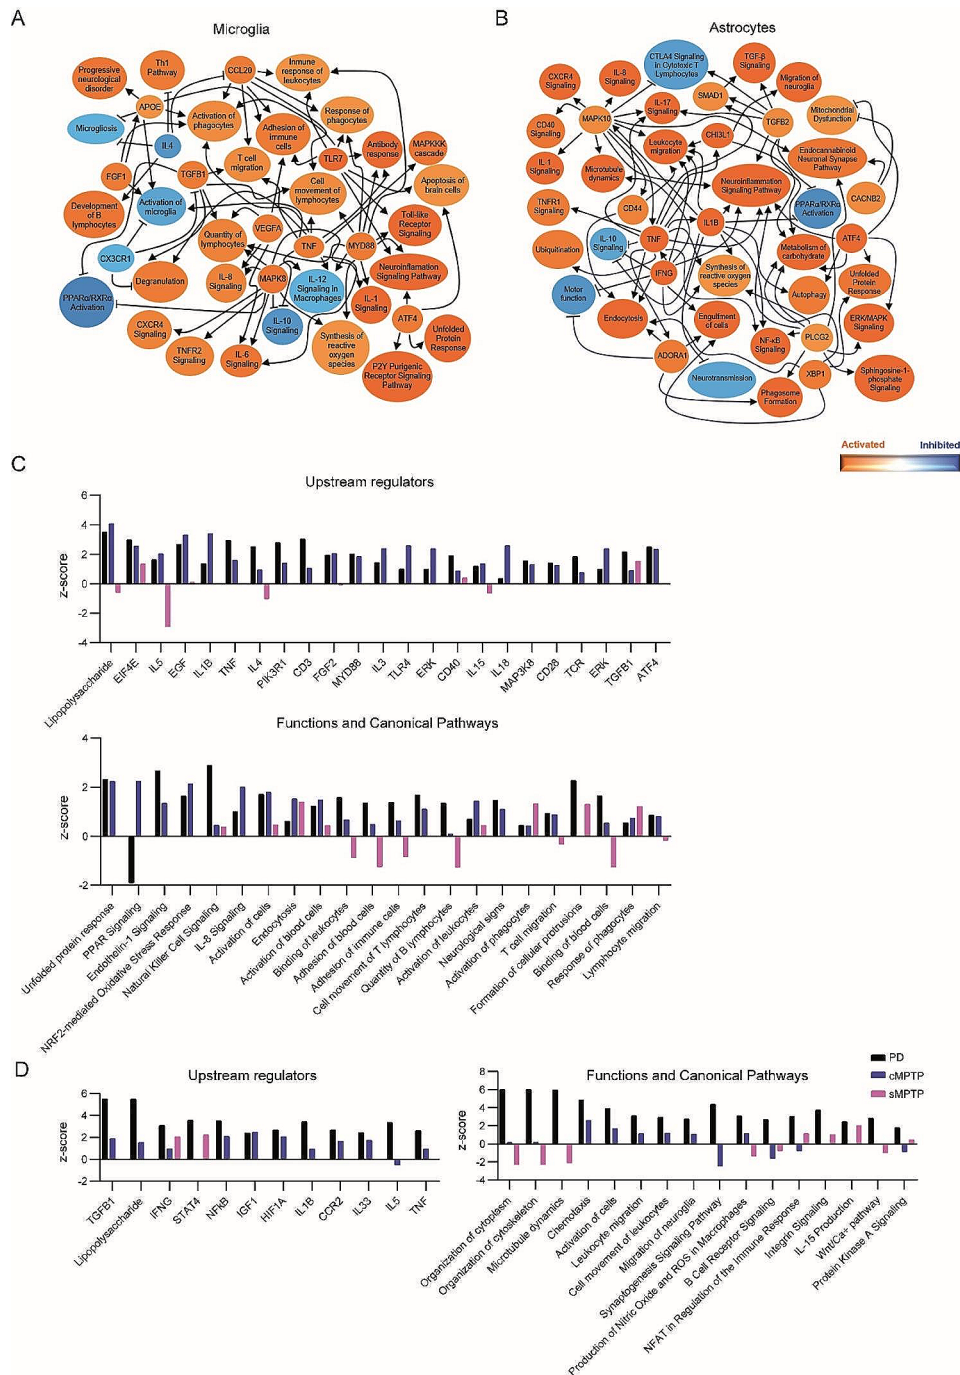 A
Microglia
Progressive
neurological
disorder
Th1
Pathway
CCL20
Inmune
response of
leukocytes
APOE
Activation of
phagocytes
Response of
phagocytes
Microgliosis
IL4
Adhesion of
immune
cells
Antibody
response
MAPKKK
cascade
FGF1
TGFB1
T cell
migration
TLR7
Cell
movement of
lymphocytes
Apoptosis of
brain cells
Development
of B
lymphocytes
Activation of
microglia
Quantity of
lymphocytes
VEGFA
TNF
MYD88
Toll-like
Receptor
Signaling
CX3CR1
Degranulation
IL-8
Signaling
MAPK8
IL-12
Signaling in
Macrophages
Neuroinflamation
Signaling Pathway
PPARα/RXRα
Activation
IL-10
Signaling
IL-1
Signaling
ATF4
CXCR4
Signaling
TNFR2
Signaling
IL-6
Signaling
Synthesis of
reactive
oxygen
species
Unfolded
Protein
Response
P2Y Purigenic
Receptor Signaling
Pathway
B
Astrocytes
CTLA4 Signaling
in Cytotoxic T
Lymphocytes
TGF-β
Signaling
CXCR4
Signaling
IL-8
Signaling
Migration of
neuroglia
IL-17
Signaling
SMAD1
Mitochondrial
Dysfunction
MAPK10
TGFB2
CD40
Signaling
Leukocyte
migration
CHI3L1
Endocannabinoid
Neuronal Synapse
Pathway
IL-1
Signaling
Microtubule
dynamics
Neuroinflammation
Signaling Pathway
TNFR1
Signaling
CD44
PPARα/RXRα
Activation
CACNB2
Ubiquitination
IL-10
Signaling
TNF
IL1B
ATF4
Metabolism of
carbohydrate
IFNG
Synthesis of
reactive oxygen
species
Motor
function
Autophagy
Unfolded
Protein
Response
Endocytosis
Engulfment
of cells
NF-κB
Signaling
PLCG2
ERK/MAPK
Signaling
ADORA1
Neurotransmission
XBP1
Sphingosine-1-
phosphate
Signaling
Phagosome
Formation
Activated
Inhibited
C
Upstream regulators
z-score
6
4
2
0
-2
-4
Lipopolysaccharide
EIF4E
IL5
EGF
IL1B
TNF
IL4
PIK3R1
CD3
FGF2
MYD88
IL3
TLR4
ERK
CD40
IL15
IL18
MAP3K8
CD28
TCR
ERK
TGFB1
ATF4
Functions and Canonical Pathways
z-score
4
2
0
-2
Unfolded protein response
PPAR Signaling
Endothelin-1 Signaling
NRF2-mediated Oxidative Stress Response
Natural Killer Cell Signaling
IL-8 Signaling
Activation of cells
Endocytosis
Activation of blood cells
Binding of leukocytes
Adhesion of blood cells
Adhesion of immune cells
Cell movement of T lymphocytes
Quantity of B lymphocytes
Activation of leukocytes
Neurological signs
Activation of phagocytes
T cell migration
Formation of cellular protrusions
Binding of blood cells
Response of phagocytes
Lymphocyte migration
D
Upstream regulators
z-score
6
4
2
0
-2
TGFB1
Lipopolysaccharide
IFNG
STAT4
NFkB
IGF1
HIF1A
IL1B
CCR2
IL33
IL5
TNF
Functions and Canonical Pathways
PD
cMPTP
sMPTP
z-score
8
6
4
2
0
-2
-4
Organization of cytoplasm
Organization of cytoskeleton
Microtubule dynamics
Chemotaxis
Activation of cells
Leukocyte migration
Cell movement of leukocytes
Migration of neuroglia
Synaptogenesis Signaling Pathway
Production of Nitric Oxide and ROS in Macrophages
B Cell Receptor Signaling
NFAT in Regulation of the Immune Response
Integrin Signaling
IL-15 Production
Wnt/Ca+ pathway
Protein Kinase A Signaling